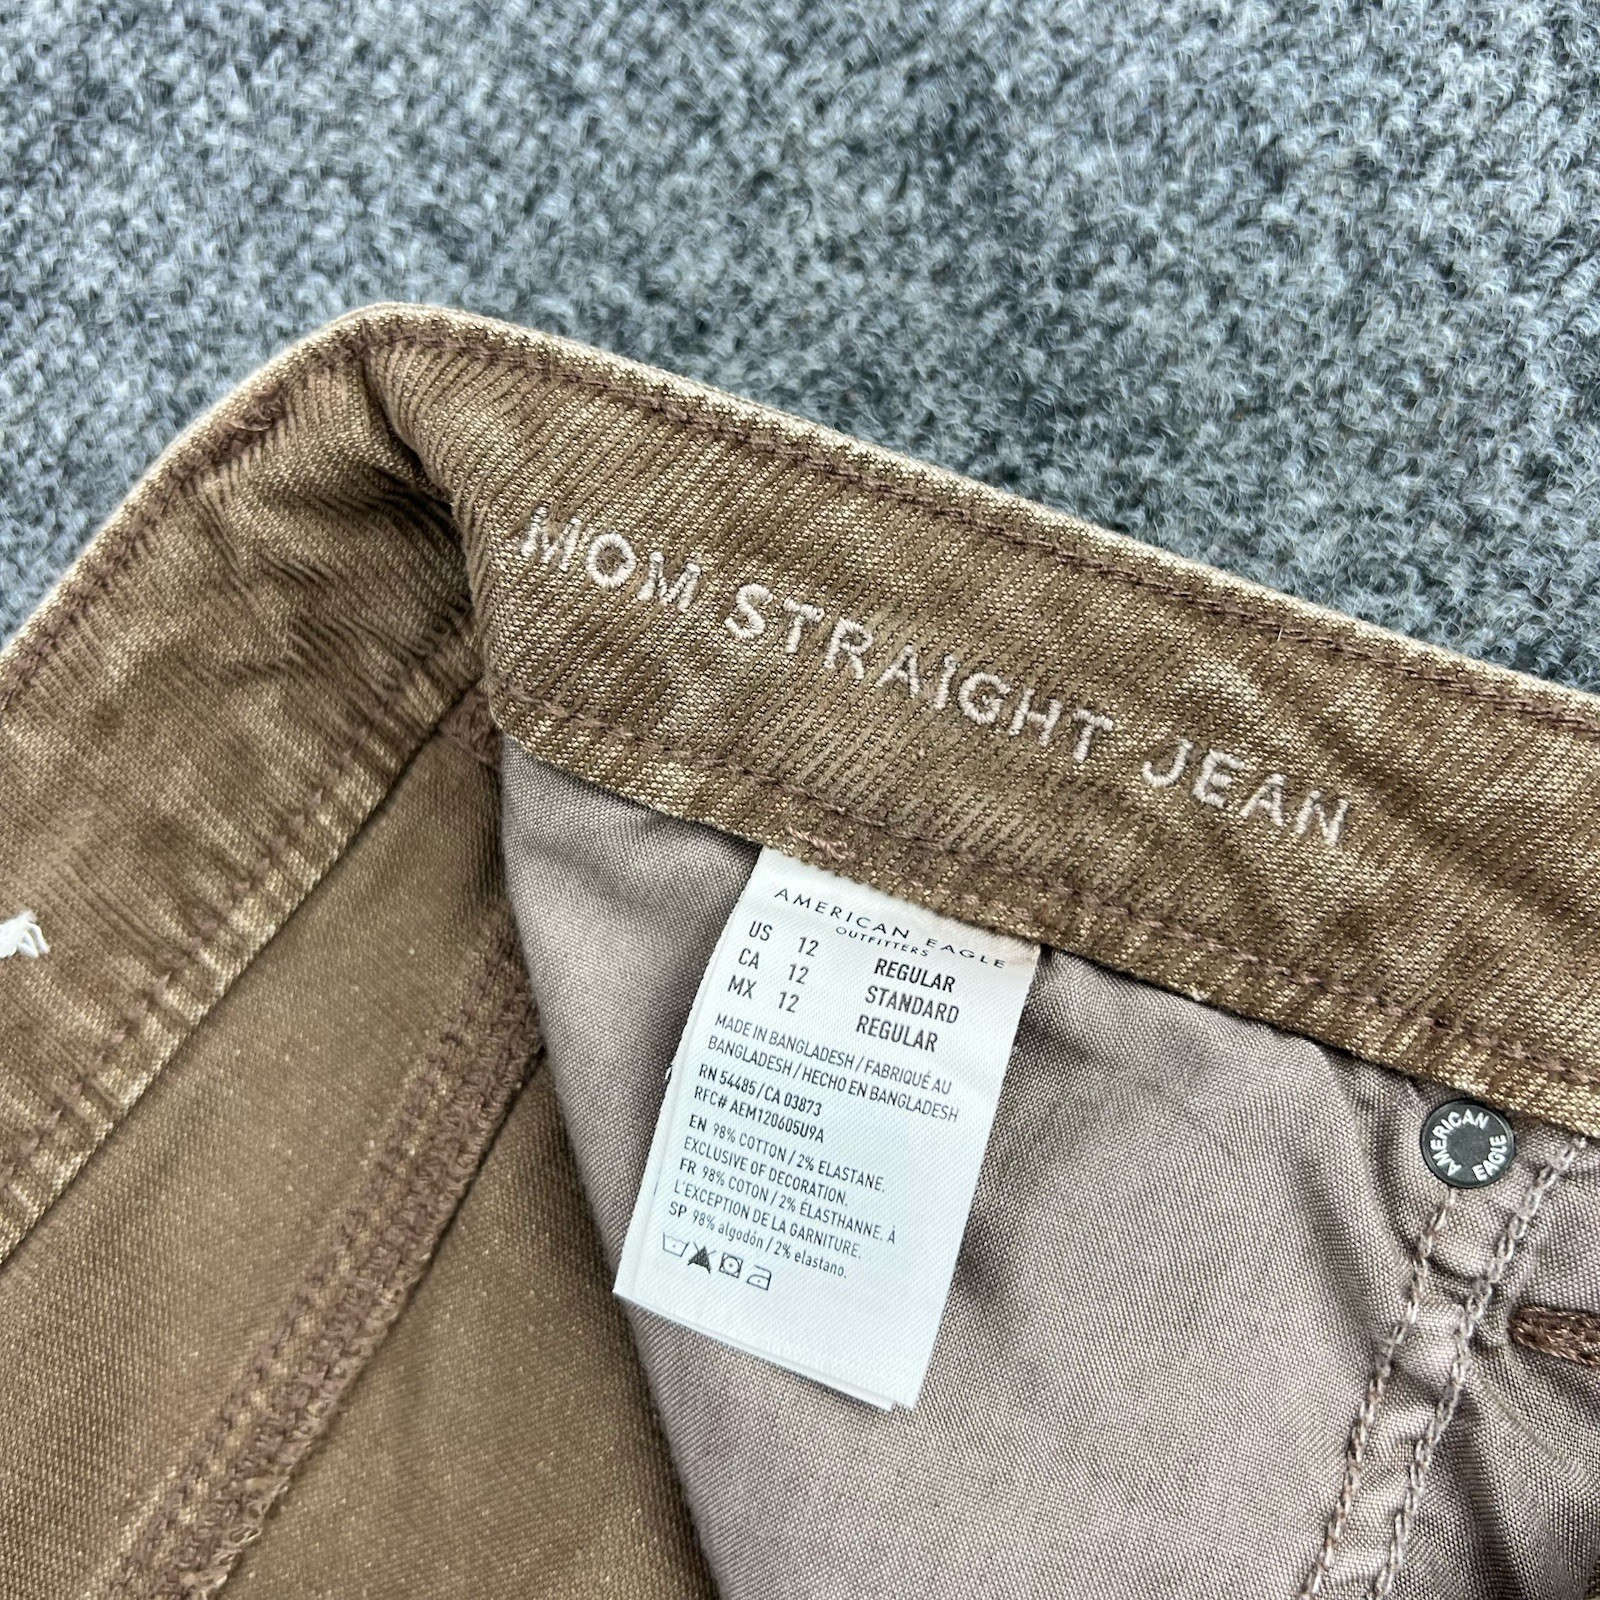 MOM STRAIGHT JEAN
AMERICAN EAGLE
OUTFITTERS
US 12 REGULAR
CA 12 STANDARD
MX 12 REGULAR
MADE IN BANGLADESH / FABRIQUÉ AU
BANGLADESH / HECHO EN BANGLADESH
RN 54485 / CA 03873
RFC# AEM120605U9A
EN 98% COTTON / 2% ELASTANE.
EXCLUSIVE OF DECORATION.
FR 98% COTON / 2% ÉLASTHANNE. À
L'EXCEPTION DE LA GARNITURE.
SP 98% algodón / 2% elastano.
AMERICAN
EAGLE